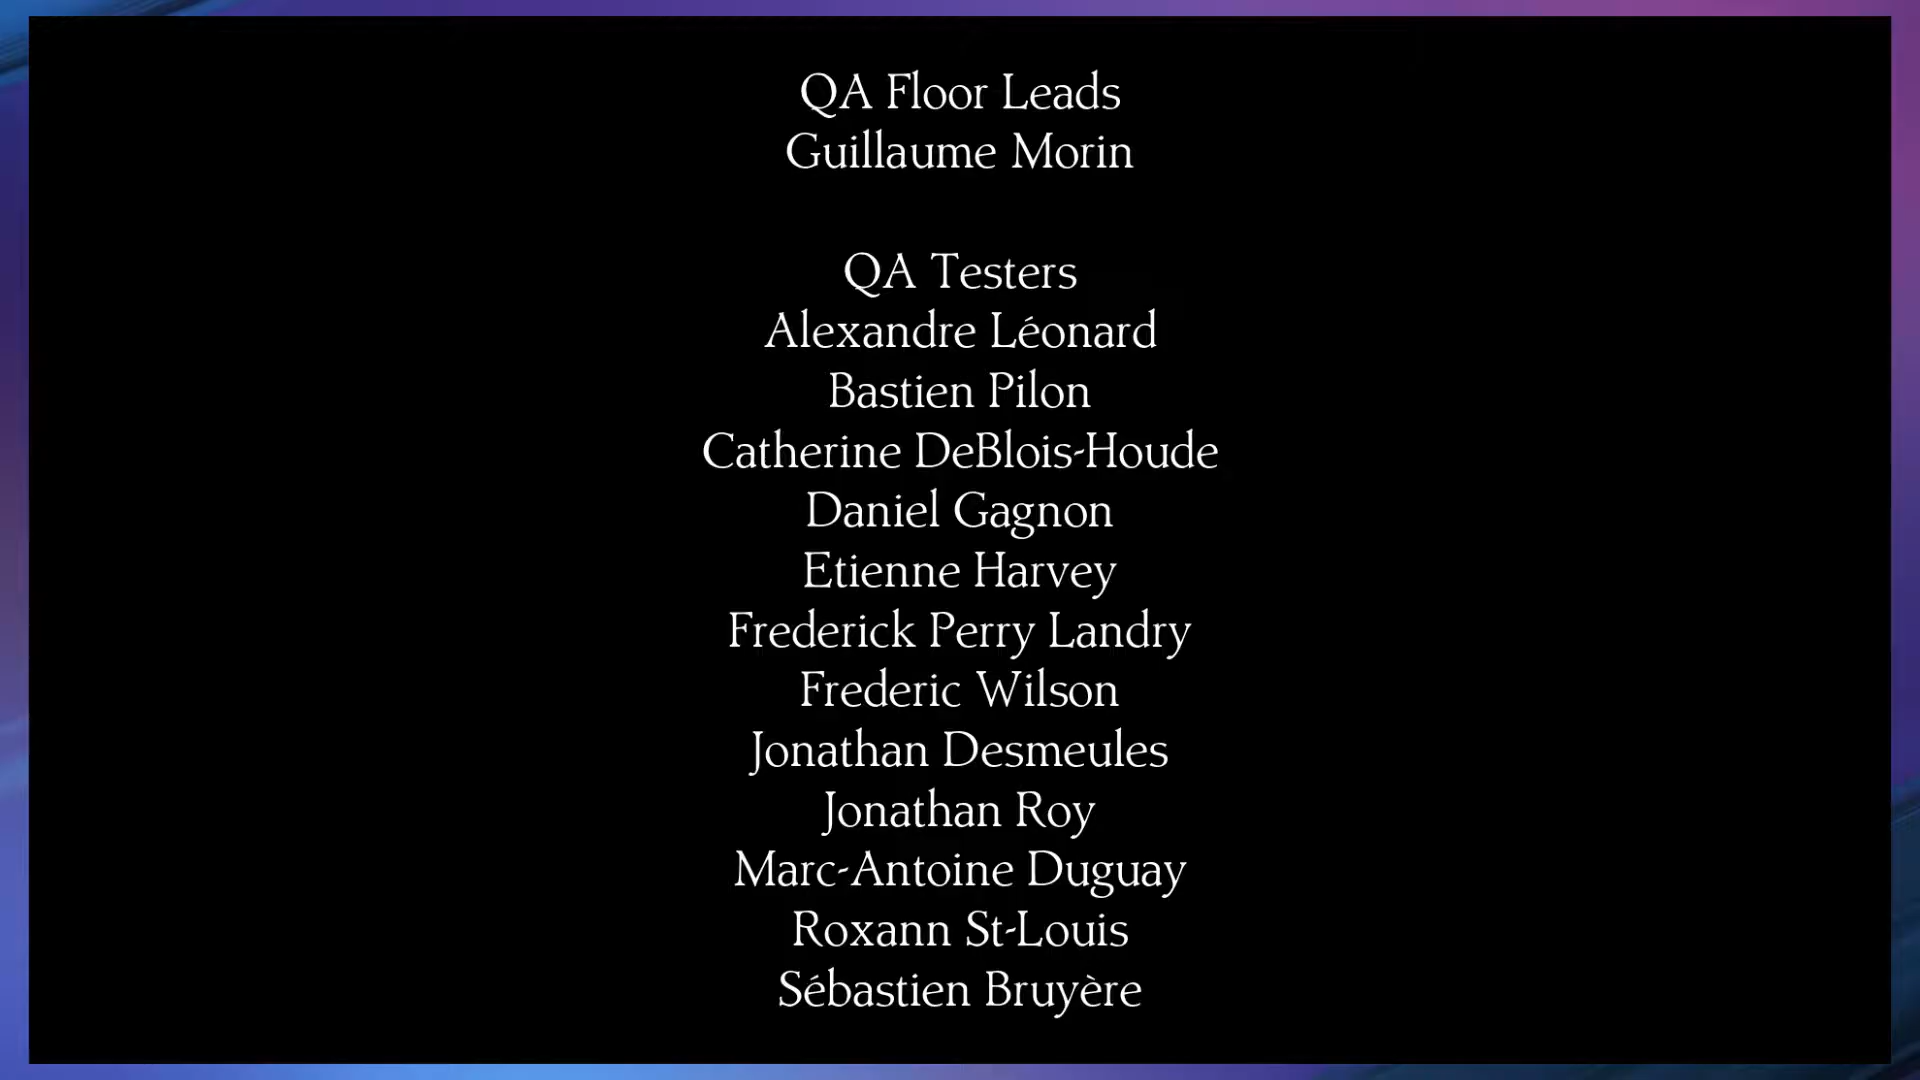 QA Floor Leads
Guillaume Morin
QA Testers
Alexandre Léonard
Bastien Pilon
Catherine DeBlois-Houde
Daniel Gagnon
Etienne Harvey
Frederick Perry Landry
Frederic Wilson
Jonathan Desmeules
Jonathan Roy
Marc-Antoine Duguay
Roxann St-Louis
Sébastien Bruyère